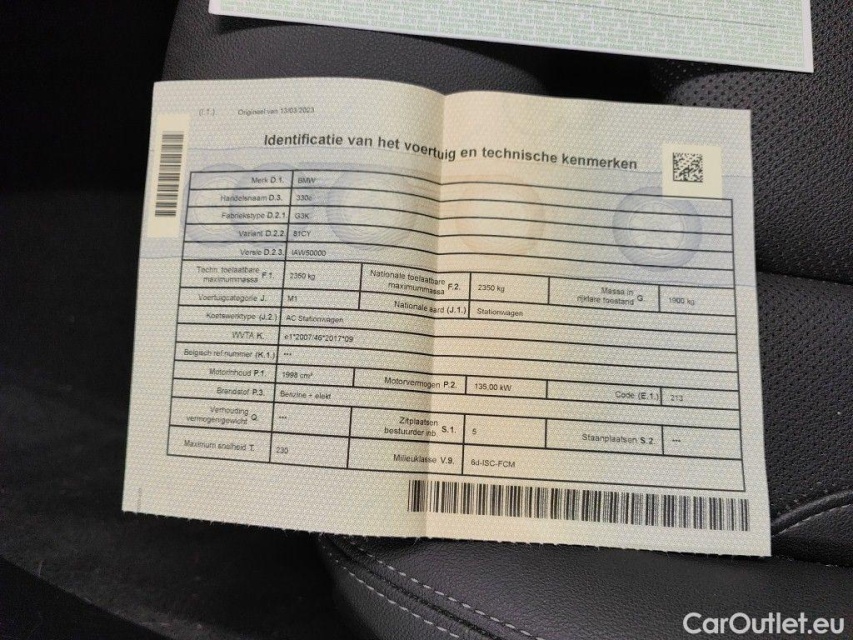 (I.T.) Origineel van 13/03/2023
Identificatie van het voertuig en technische kenmerken
Merk D.1. BMW
Handelsnaam D.3. 330e
Fabriekstype D.2.1. G3K
Variant D.2.2. 81CY
Versie D.2.3. IAW50000
Techn. toelaatbare maximummassa F.1. 2350 kg Nationale toelaatbare maximummassa F.2. 2350 kg Massa in rijklare toestand G. 1900 kg
Voertuigcategorie J. M1 Nationale aard (J.1.) Stationwagen
Koetswerktype (J.2.) AC Stationwagen
WVTA K. e1*2007/46*2017*09
Belgisch ref.nummer (K.1.) ---
Motorinhoud P.1. 1998 cm³ Motorvermogen P.2. 135,00 kW Code (E.1.) 213
Brandstof P.3. Benzine + elekt
Verhouding vermogen/gewicht Q. --- Zitplaatsen bestuurder inb. S.1. 5 Staanplaatsen S.2. ---
Maximum snelheid T. 230 Milieuklasse V.9. 6d-ISC-FCM
CarOutlet.eu